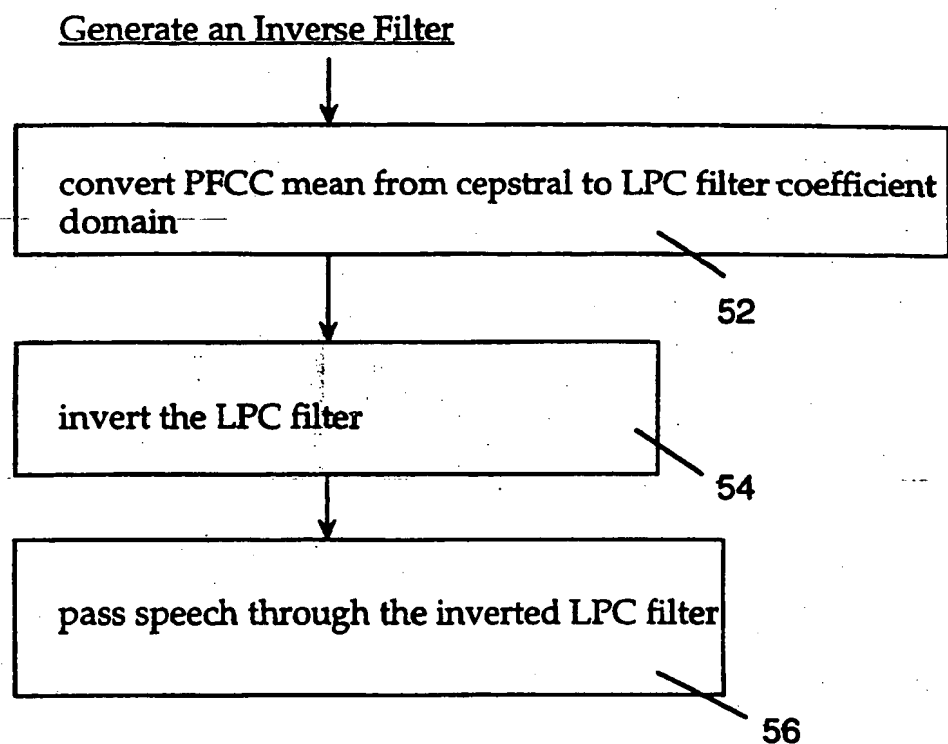 Generate an Inverse Filter
convert PFCC mean from cepstral to LPC filter coefficient
domain
52
invert the LPC filter
54
pass speech through the inverted LPC filter
56